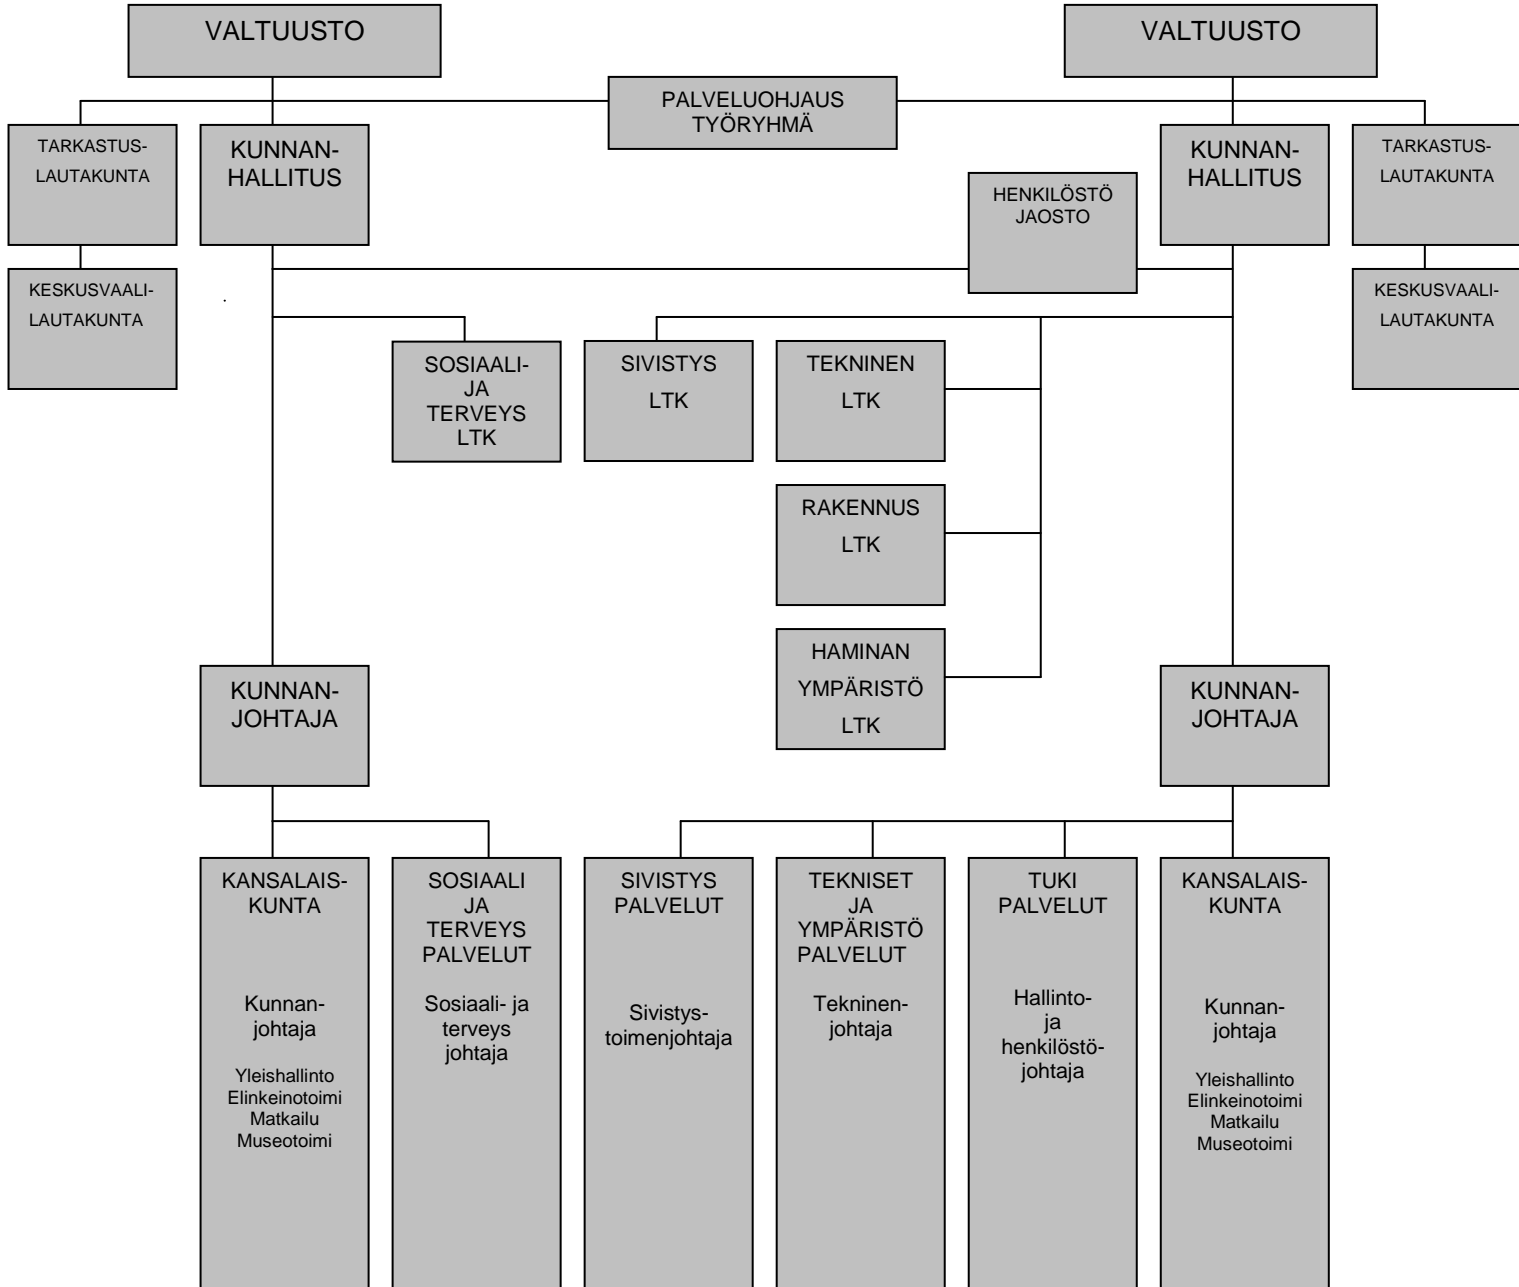 VALTUUSTO
VALTUUSTO
PALVELUOHJAUS
TYÖRYHMÄ
TARKASTUS-
LAUTAKUNTA
KUNNAN-
HALLITUS
HENKILÖSTÖ
JAOSTO
KUNNAN-
HALLITUS
TARKASTUS-
LAUTAKUNTA
KESKUSVAALI-
LAUTAKUNTA
.
KESKUSVAALI-
LAUTAKUNTA
SOSIAALI-
JA
TERVEYS
LTK
SIVISTYS
LTK
TEKNINEN
LTK
RAKENNUS
LTK
HAMINAN
YMPÄRISTÖ
LTK
KUNNAN-
JOHTAJA
KUNNAN-
JOHTAJA
KANSALAIS-
KUNTA
Kunnan-
johtaja
Yleishallinto
Elinkeinotoimi
Matkailu
Museotoimi
SOSIAALI
JA
TERVEYS
PALVELUT
Sosiaali- ja
terveys
johtaja
SIVISTYS
PALVELUT
Sivistys-
toimenjohtaja
TEKNISET
JA
YMPÄRISTÖ
PALVELUT
Tekninen-
johtaja
TUKI
PALVELUT
Hallinto-
ja
henkilöstö-
johtaja
KANSALAIS-
KUNTA
Kunnan-
johtaja
Yleishallinto
Elinkeinotoimi
Matkailu
Museotoimi